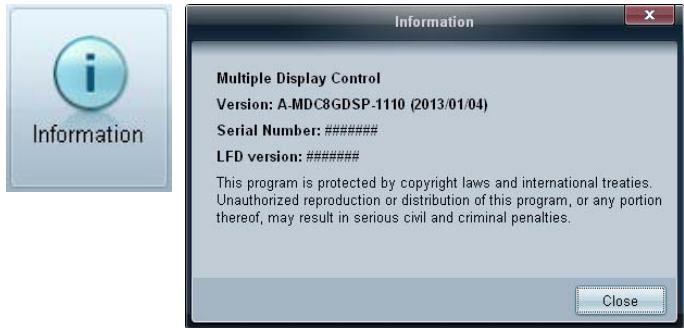 Information
Information
Multiple Display Control
Version: A-MDC8GDSP-1110 (2013/01/04)
Serial Number: #######
LFD version: #######
This program is protected by copyright laws and international treaties.
Unauthorized reproduction or distribution of this program, or any portion
thereof, may result in serious civil and criminal penalties.
Close